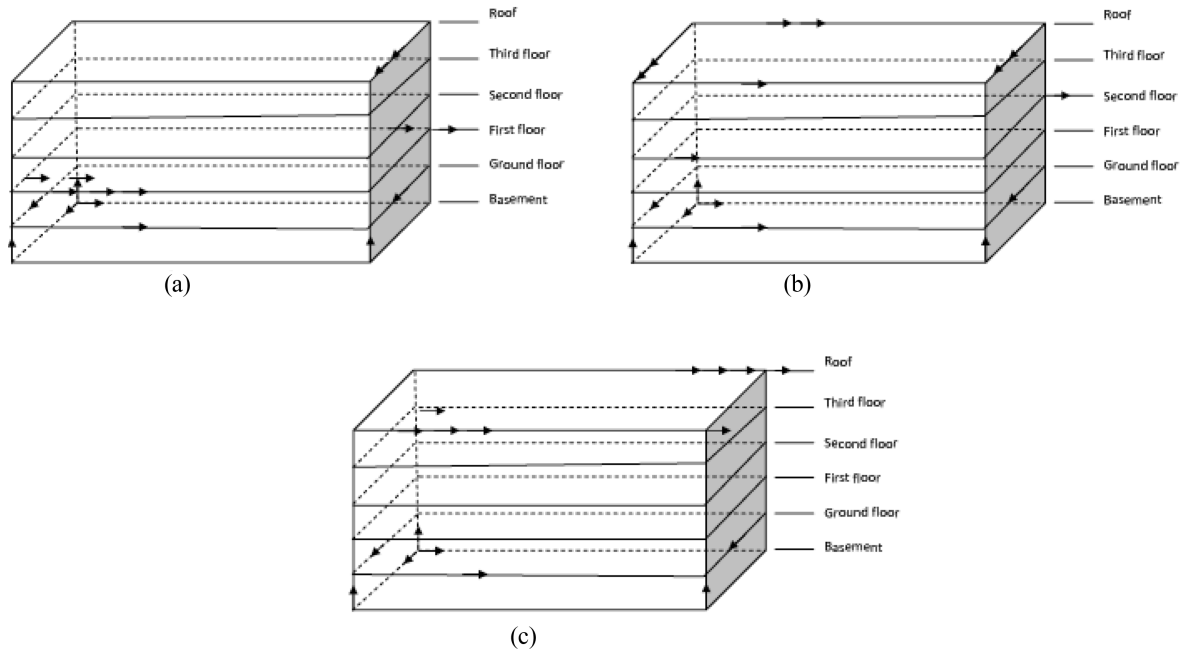 Roof
Third floor
Second floor
First floor
Ground floor
Basement
(a)
Roof
Third floor
Second floor
First floor
Ground floor
Basement
(b)
Roof
Third floor
Second floor
First floor
Ground floor
Basement
(c)